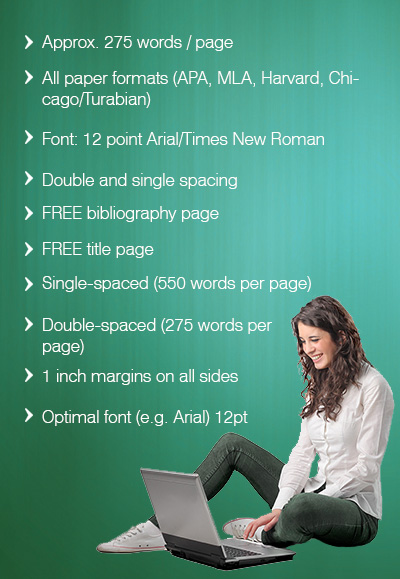 Approx. 275 words / page
All paper formats (APA, MLA, Harvard, Chi-
cago/Turabian)
Font: 12 point Arial/Times New Roman
Double and single spacing
FREE bibliography page
FREE title page
Single-spaced (550 words per page)
Double-spaced (275 words per
page)
1 inch margins on all sides
Optimal font (e.g. Arial) 12pt